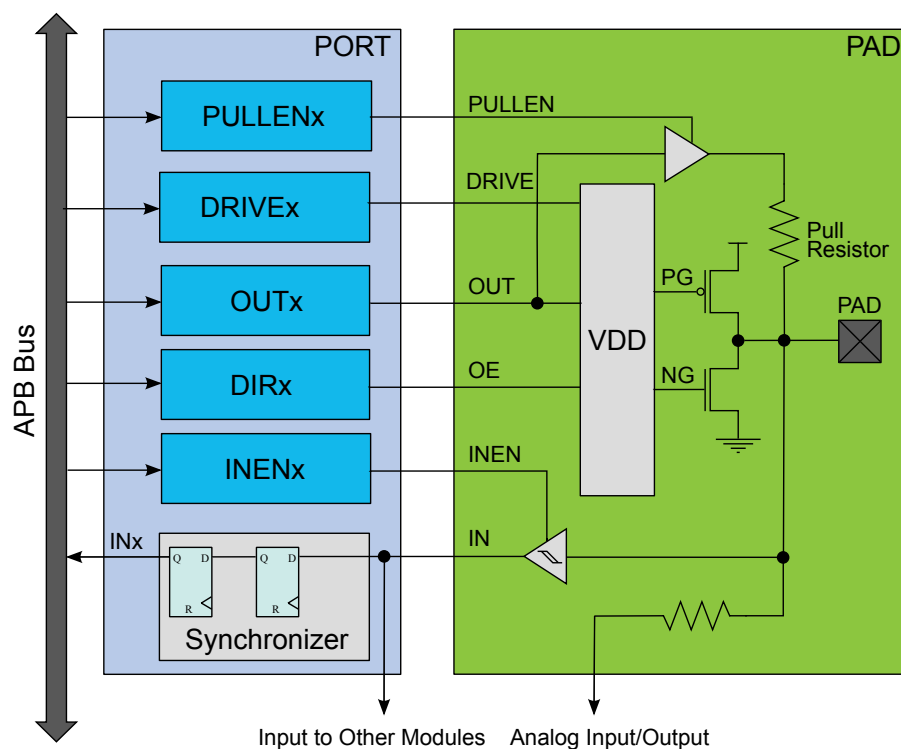 PORT
PAD
PULLENx
PULLEN
DRIVEx
DRIVE
Pull
Resistor
OUTx
OUT
PG
PAD
VDD
APB Bus
DIRx
OE
NG
INENx
INEN
INx
IN
Q D
R
Q D
R
Synchronizer
Input to Other Modules
Analog Input/Output